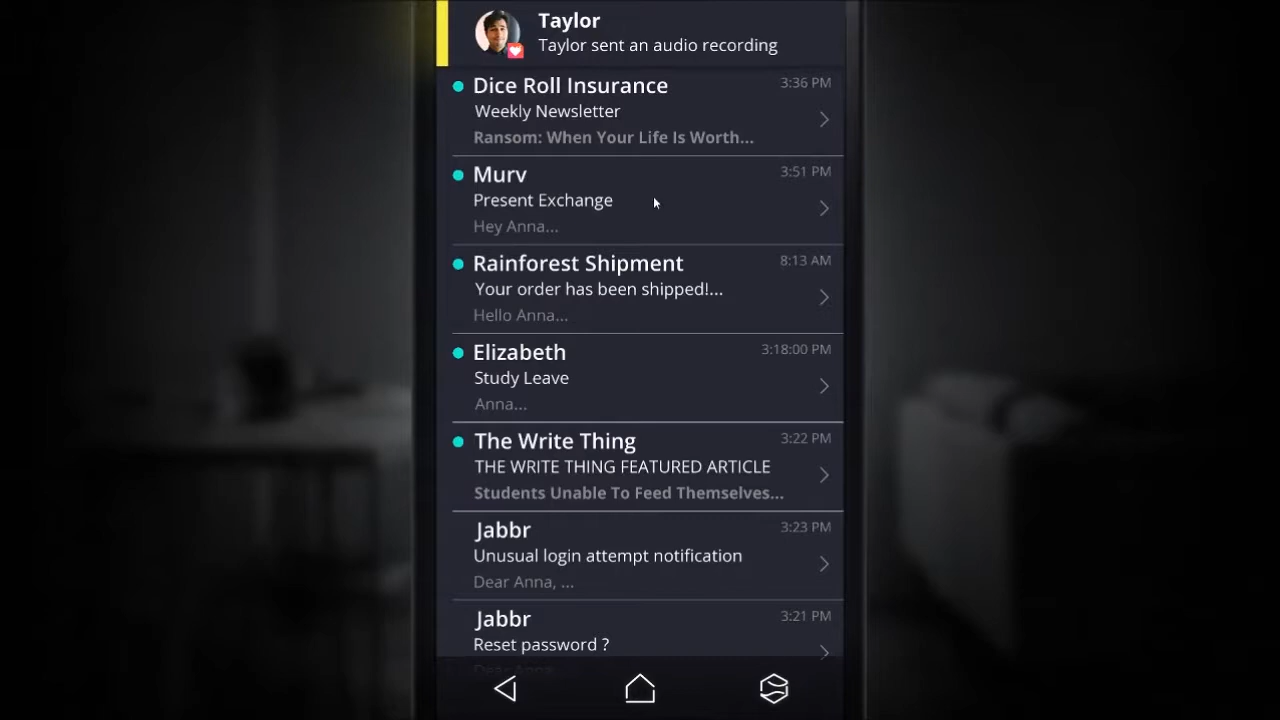 Taylor
Taylor sent an audio recording
Dice Roll Insurance 3:36 PM
Weekly Newsletter
Ransom: When Your Life Is Worth...
Murv 3:51 PM
Present Exchange
Hey Anna...
Rainforest Shipment 8:13 AM
Your order has been shipped!...
Hello Anna...
Elizabeth 3:18:00 PM
Study Leave
Anna...
The Write Thing 3:22 PM
THE WRITE THING FEATURED ARTICLE
Students Unable To Feed Themselves...
Jabbr 3:23 PM
Unusual login attempt notification
Dear Anna, ...
Jabbr 3:21 PM
Reset password ?
Dear Anna